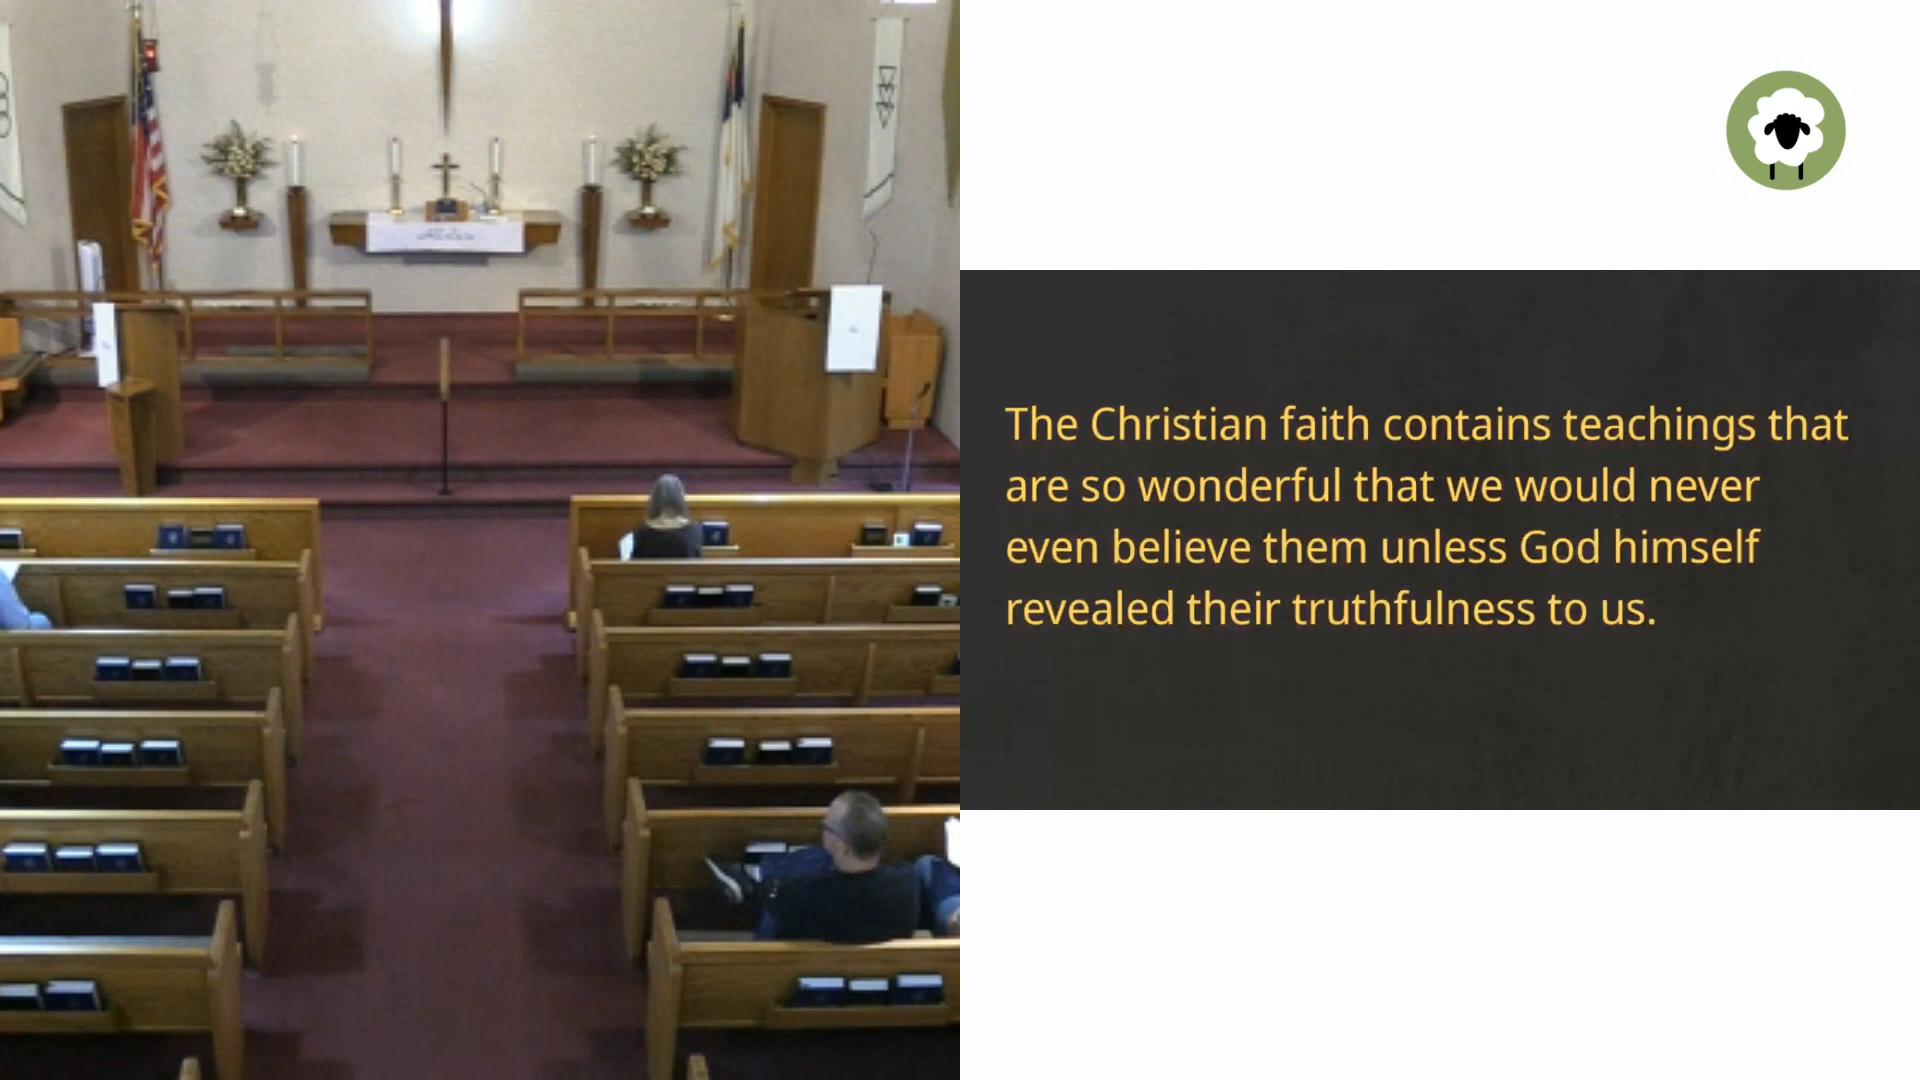 The Christian faith contains teachings that
are so wonderful that we would never
even believe them unless God himself
revealed their truthfulness to us.